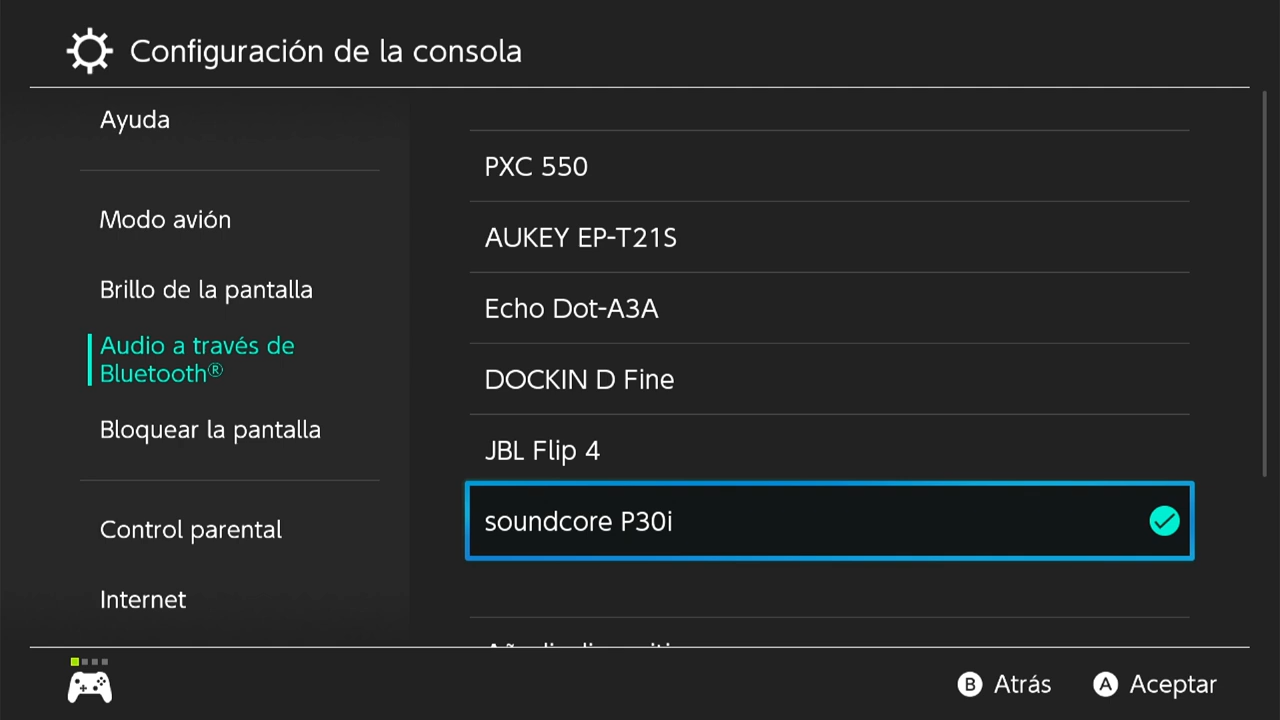 Configuración de la consola
Ayuda
Modo avión
Brillo de la pantalla
Audio a través de
Bluetooth®
Bloquear la pantalla
Control parental
Internet
PXC 550
AUKEY EP-T21S
Echo Dot-A3A
DOCKIN D Fine
JBL Flip 4
soundcore P30i
B Atrás
A Aceptar